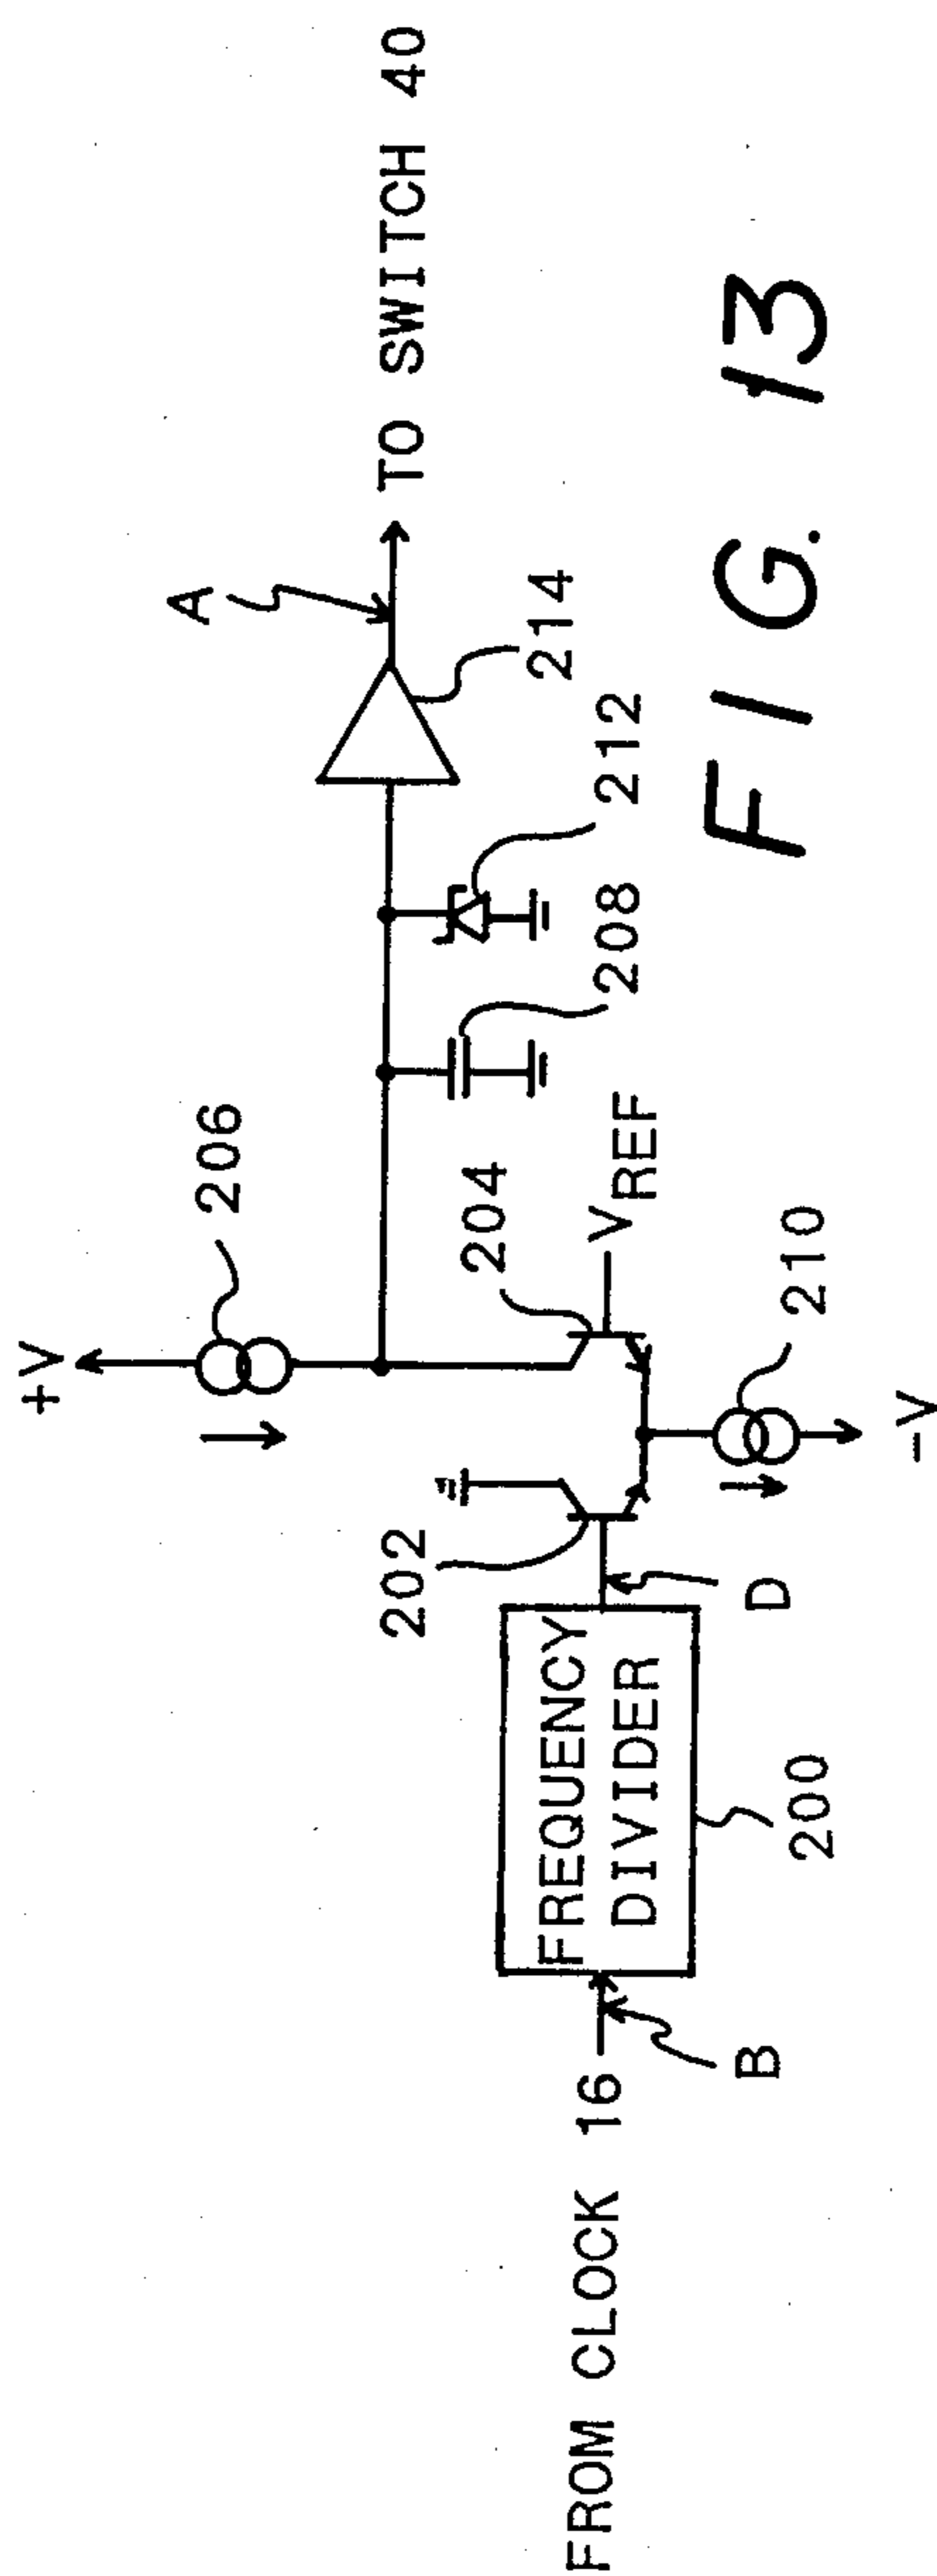 +V
206
A
TO SWITCH 40
214
212
208
204
VREF
202
210
-V
D
FREQUENCY
DIVIDER
200
FROM CLOCK 16
B
FIG. 13